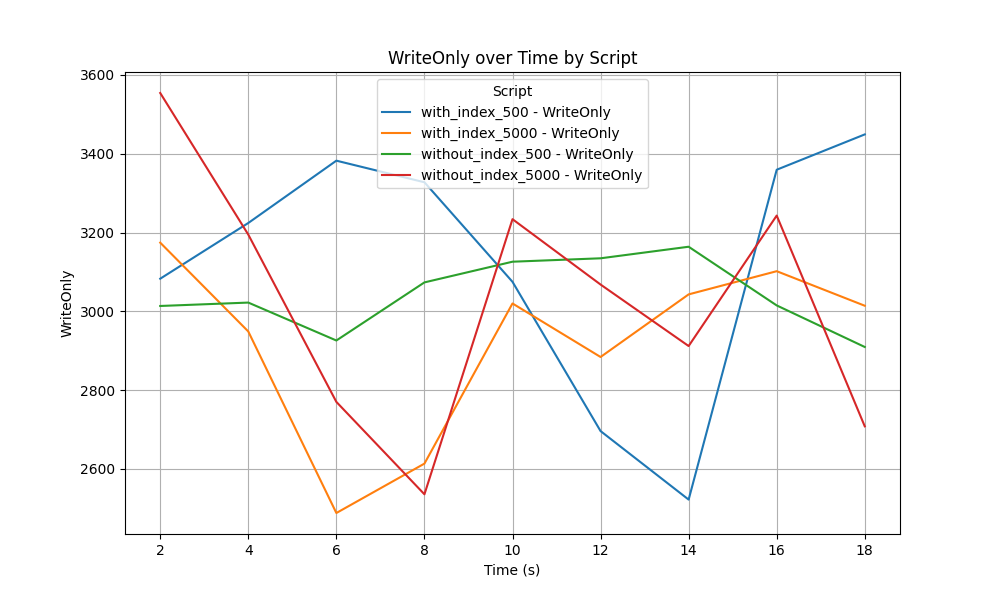 WriteOnly over Time by Script
3600
3400
3200
3000
2800
2600
WriteOnly
Script
with_index_500 - WriteOnly
with_index_5000 - WriteOnly
without_index_500 - WriteOnly
without_index_5000 - WriteOnly
2 4 6 8 10 12 14 16 18
Time (s)